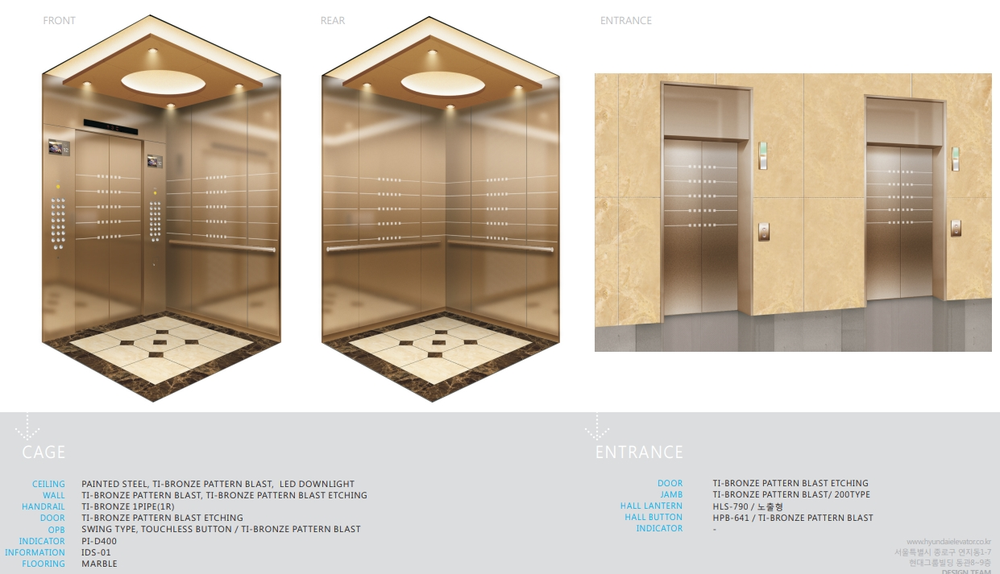 FRONT
REAR
ENTRANCE
CAGE
CEILING PAINTED STEEL, TI-BRONZE PATTERN BLAST, LED DOWNLIGHT
WALL TI-BRONZE PATTERN BLAST, TI-BRONZE PATTERN BLAST ETCHING
HANDRAIL TI-BRONZE 1PIPE(1R)
DOOR TI-BRONZE PATTERN BLAST ETCHING
OPB SWING TYPE, TOUCHLESS BUTTON / TI-BRONZE PATTERN BLAST
INDICATOR PI-D400
INFORMATION IDS-01
FLOORING MARBLE
ENTRANCE
DOOR TI-BRONZE PATTERN BLAST ETCHING
JAMB TI-BRONZE PATTERN BLAST/ 200TYPE
HALL LANTERN HLS-790 / 노출형
HALL BUTTON HPB-641 / TI-BRONZE PATTERN BLAST
INDICATOR -
www.hyundaielevator.co.kr
서울특별시 종로구 연지동1-7
현대그룹빌딩 동관8~9층
DESIGN TEAM